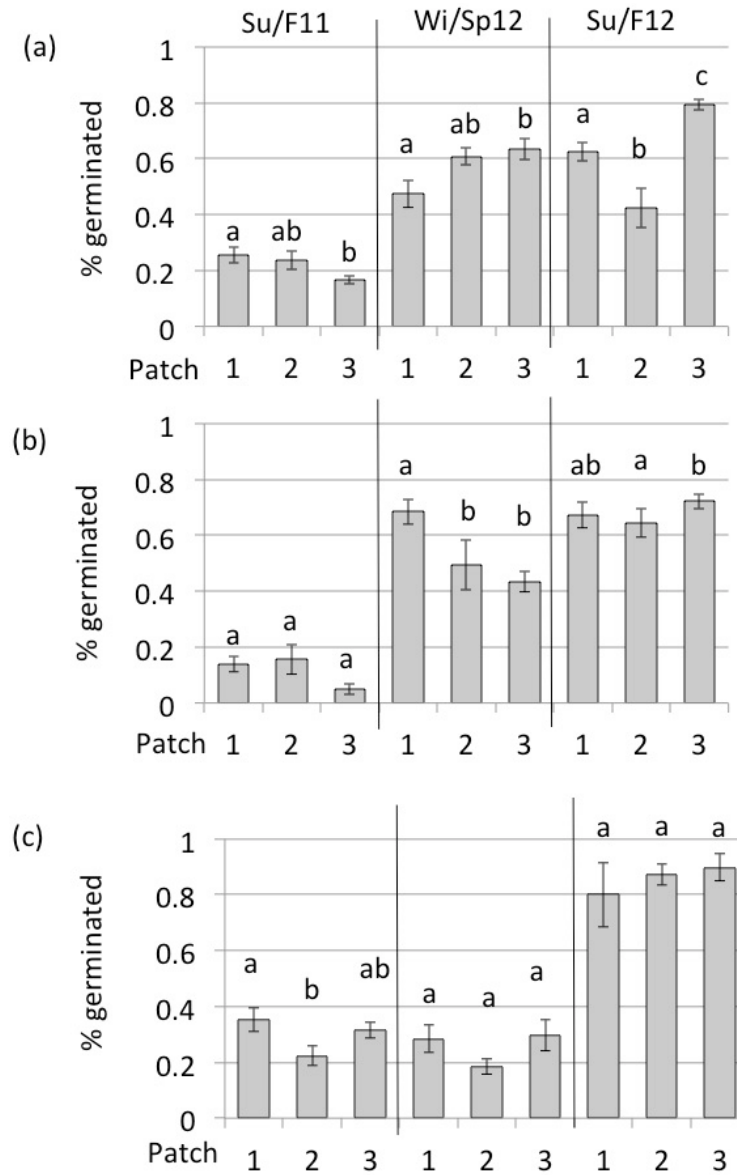 Su/F11 Wi/Sp12 Su/F12
(a)
% germinated
1
0.8
0.6
0.4
0.2
0
a ab b a ab b a b c
Patch 1 2 3 1 2 3 1 2 3
(b)
% germinated
1
0.8
0.6
0.4
0.2
0
a a a a b b ab a b
Patch 1 2 3 1 2 3 1 2 3
(c)
% germinated
1
0.8
0.6
0.4
0.2
0
a b ab a a a a a a
Patch 1 2 3 1 2 3 1 2 3